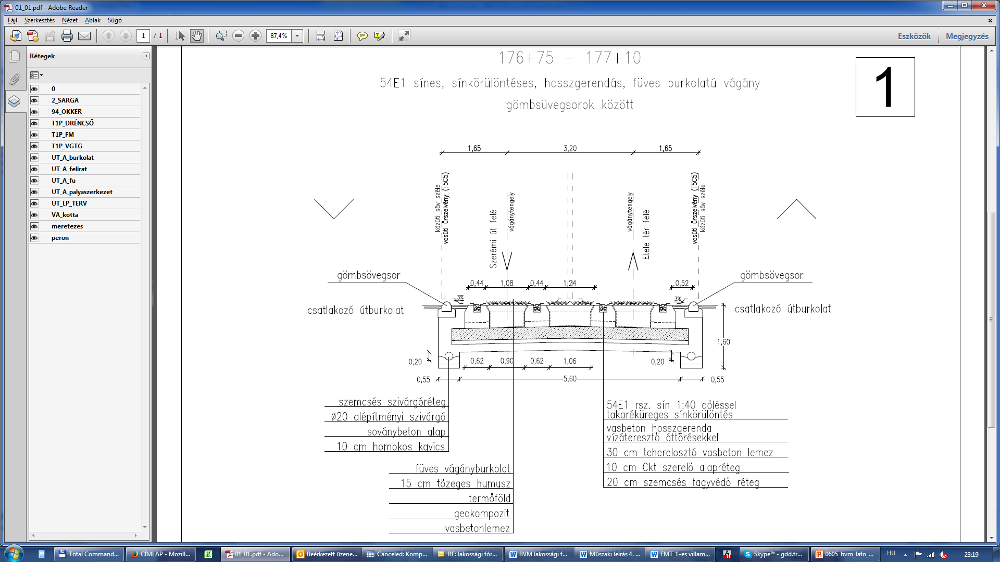 01_01.pdf - Adobe Reader
Fájl Szerkesztés Nézet Ablak Súgó
1 / 1
87,4%
Eszközök Megjegyzés
Rétegek
0
2_SARGA
94_OKKER
T1P_DRÉNCSŐ
T1P_FM
T1P_VGTG
UT_A_burkolat
UT_A_felirat
UT_A_fu
UT_A_palyaszerkezet
UT_LP_TERV
VA_kotta
meretezes
peron
176+75 - 177+10
54E1 sínes, sínkörülöntéses, hosszgerendás, füves burkolatú vágány
gömbsüvegsorok között
1
1,65 3,20 1,65
közúti sáv széle
vasúti űrszelvény (T5C5)
Szerémi út felé
vágánytengely
vágánytengely
Etele tér felé
vasúti űrszelvény (T5C5)
közúti sáv széle
gömbsövegsor
gömbsövegsor
0,44 1,08 0,44 1,24 0,52
3% 3%
csatlakozó útburkolat
csatlakozó útburkolat
1,60
0,20 0,62 0,90 0,62 1,06 0,20
0,55 5,60 0,55
szemcsés szivárgóréteg
ø20 alépítményi szivárgó
soványbeton alap
10 cm homokos kavics
füves vágányburkolat
15 cm tözeges humusz
termőföld
geokompozit
vasbetonlemez
54E1 rsz. sín 1:40 dőléssel
takaréküreges sínkörülöntés
vasbeton hosszgerenda
vízáteresztö áttörésekkel
30 cm teherelosztó vasbeton lemez
10 cm Ckt szerelö alapréteg
20 cm szemcsés fagyvédő réteg
Total Command...
CÍMLAP - Mozill...
01_01.pdf - Ado...
Beérkezett üzene...
Canceled: Komp...
RE: lakossági fór...
BVM lakossági f...
Műszaki leírás 4. ...
EMT_1-es villam...
Skype™ - gdd.tr...
0605_bvm_lafo_...
HU
23:19